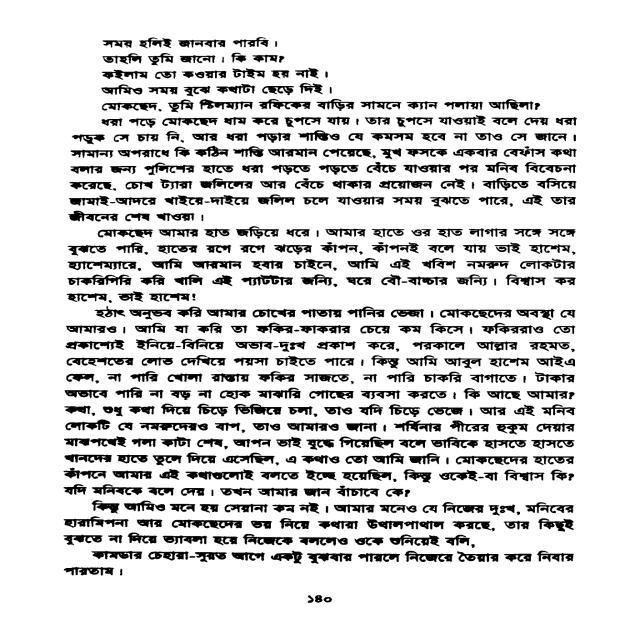 সময় হলিই জানবার পারবি।
তাহলি তুমি জানো। কি কাম?
কইলাম তো কওয়ার টাইম হয় নাই।
আমিও সময় বুঝে কথাটা ছেড়ে দিই।
মোকছেদ, তুমি স্টিলম্যান রফিকের বাড়ির সামনে ক্যান পলায়া আছিলা?
ধরা পড়ে মোকছেদ ধাম করে চুপসে যায়। তার চুপসে যাওয়াই বলে দেয় ধরা
পড়ুক সে চায় নি, আর ধরা পড়ার শাস্তিও যে কমসম হবে না তাও সে জানে।
সামান্য অপরাধে কি কঠিন শাস্তি আরমান পেয়েছে, মুখ ফসকে একবার বেফাঁস কথা
বলার জন্য পুলিশের হাতে ধরা পড়তে পড়তে বেঁচে যাওয়ার পর মনিব বিবেচনা
করেছে, চোখ ট্যারা জলিলের আর বেঁচে থাকার প্রয়োজন নেই। বাড়িতে বসিয়ে
জামাই-আদরে খাইয়ে-দাইয়ে জলিল চলে যাওয়ার সময় বুঝতে পারে, এই তার
জীবনের শেষ খাওয়া।
মোকছেদ আমার হাত জড়িয়ে ধরে। আমার হাতে ওর হাত লাগার সঙ্গে সঙ্গে
বুঝতে পারি, হাতের রগে রগে ঝড়ের কাঁপন, কাঁপনই বলে যায় ভাই হাশেম,
হ্যাশেম্যারে, আমি আরমান হবার চাইনে, আমি এই খবিশ নমরুদ লোকটার
চাকরিগিরি করি খালি এই প্যাটটার জন্যি, ঘরে বৌ-বাচ্চার জন্যি। বিশ্বাস কর
হাশেম, ভাই হাশেম!
হঠাৎ অনুভব করি আমার চোখের পাতায় পানির ভেজা। মোকছেদের অবস্থা যে
আমারও। আমি যা করি তা ফকির-ফাকরার চেয়ে কম কিসে। ফকিররাও তো
প্রকাশ্যেই ইনিয়ে-বিনিয়ে অভাব-দুঃখ প্রকাশ করে, পরকালে আল্লার রহমত,
বেহেশতের লোভ দেখিয়ে পয়সা চাইতে পারে। কিন্তু আমি আবুল হাশেম আইএ
ফেল, না পারি খোলা রাস্তায় ফকির সাজতে, না পারি চাকরি বাগাতে। টাকার
অভাবে পারি না বড় না হোক মাঝারি গোছের ব্যবসা করতে। কি আছে আমার?
কথা, শুধু কথা দিয়ে চিড়ে ভিজিয়ে চলা, তাও যদি চিড়ে ভেজে। আর এই মনিব
লোকটি যে নমরুদেরও বাপ, তাও আমারও জানা। শর্ষিনার পীরের হুকুম দেয়ার
মাঝপথেই গলা কাটা শেষ, আপন ভাই যুদ্ধে গিয়েছিল বলে ভাবিকে হাসতে হাসতে
খানদের হাতে তুলে দিয়ে এসেছিল, এ কথাও তো আমি জানি। মোকছেদের হাতের
কাঁপনে আমার এই কথাগুলোই বলতে ইচ্ছে হয়েছিল, কিন্তু ওকেই-বা বিশ্বাস কি?
যদি মনিবকে বলে দেয়। তখন আমার জান বাঁচাবে কে?
কিন্তু আমিও মনে হয় সেয়ানা কম নই। আমার মনেও যে নিজের দুঃখ, মনিবের
হারামিপনা আর মোকছেদের ভয় নিয়ে কথারা উথালপাথাল করছে, তার কিছুই
বুঝতে না দিয়ে ভ্যাবলা হয়ে নিজেকে বললেও ওকে শুনিয়েই বলি,
কামডার চেহারা-সুরত আগে একটু বুঝবার পারলে নিজেরে তৈয়ার করে নিবার
পারতাম।
১৪০